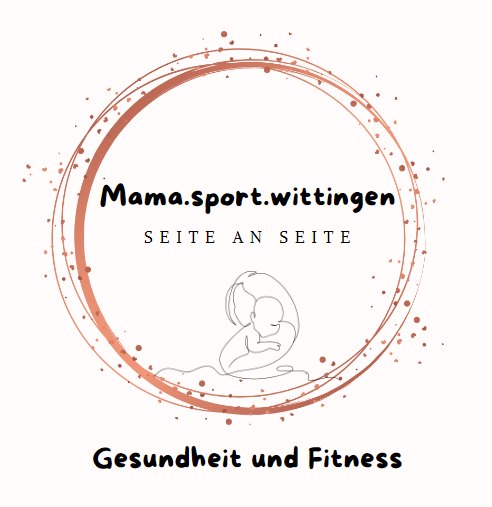 Mama.sport.wittingen
SEITE AN SEITE
Gesundheit und Fitness